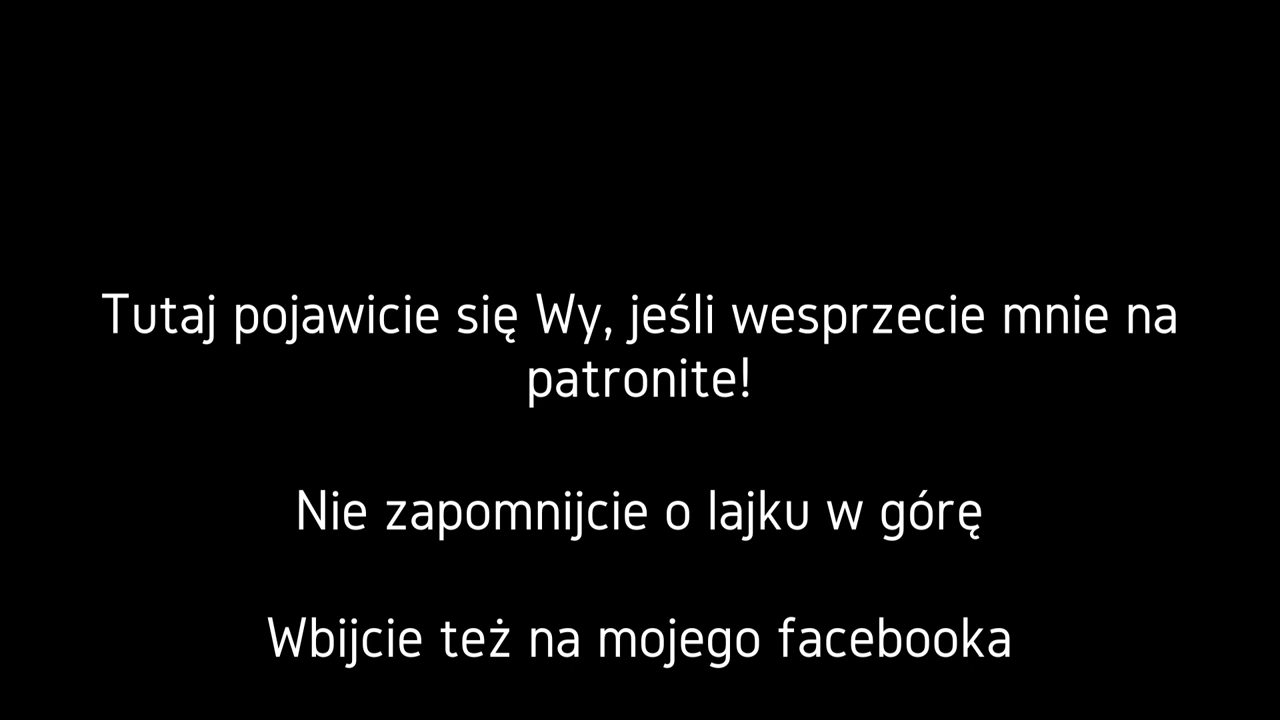 Tutaj pojawicie się Wy, jeśli wesprzecie mnie na
patronite!
Nie zapomnijcie o lajku w górę
Wbijcie też na mojego facebooka